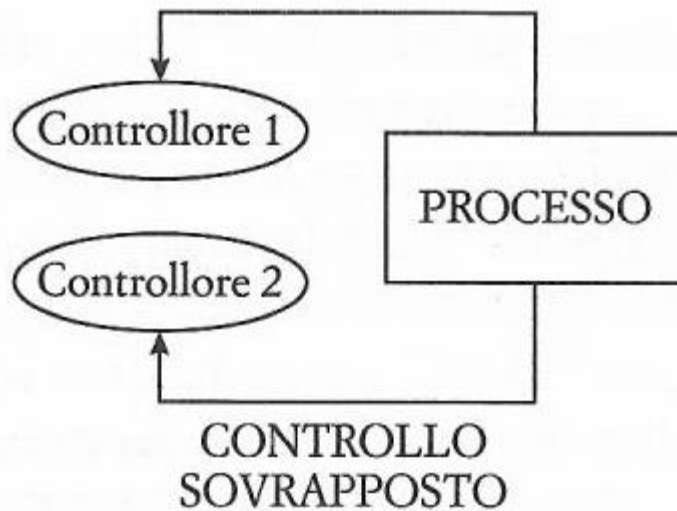 Controllore 1
PROCESSO
Controllore 2
CONTROLLO
SOVRAPPOSTO